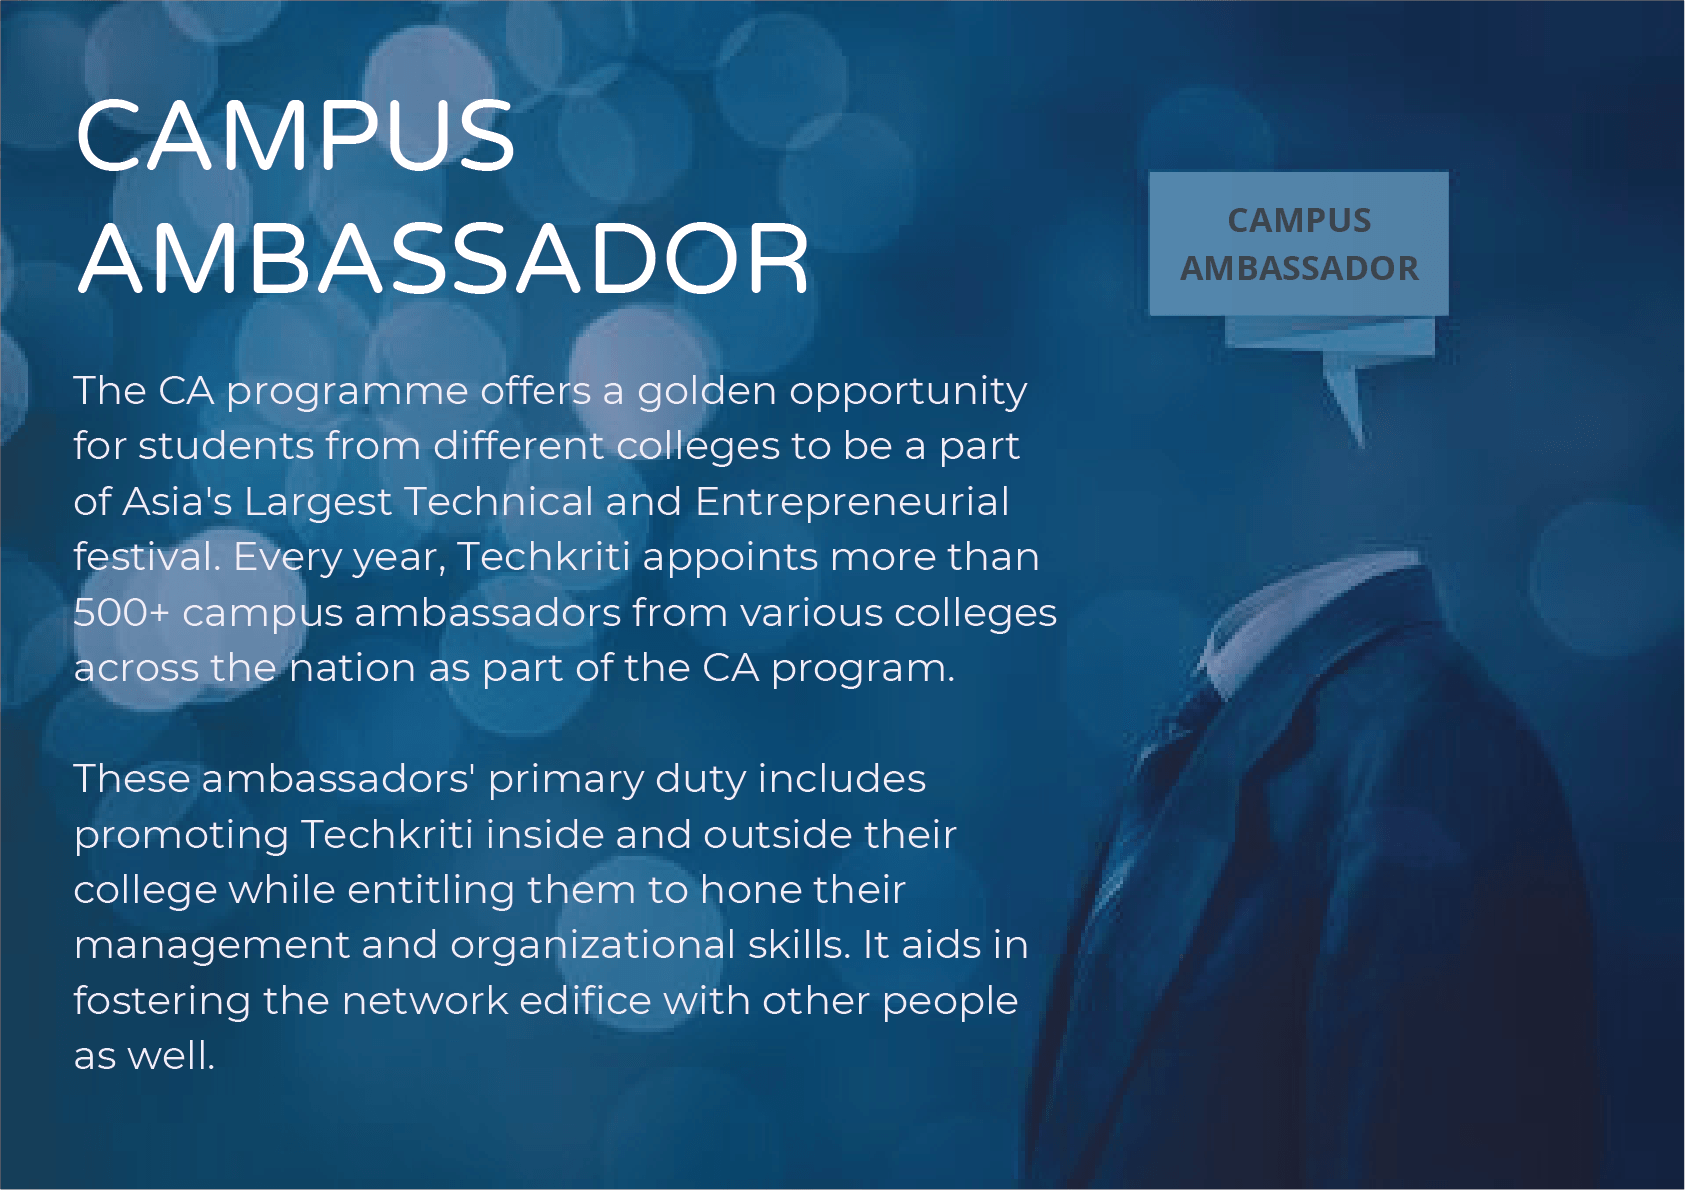 CAMPUS
AMBASSADOR
CAMPUS
AMBASSADOR
The CA programme offers a golden opportunity
for students from different colleges to be a part
of Asia's Largest Technical and Entrepreneurial
festival. Every year, Techkriti appoints more than
500+ campus ambassadors from various colleges
across the nation as part of the CA program.
These ambassadors' primary duty includes
promoting Techkriti inside and outside their
college while entitling them to hone their
management and organizational skills. It aids in
fostering the network edifice with other people
as well.